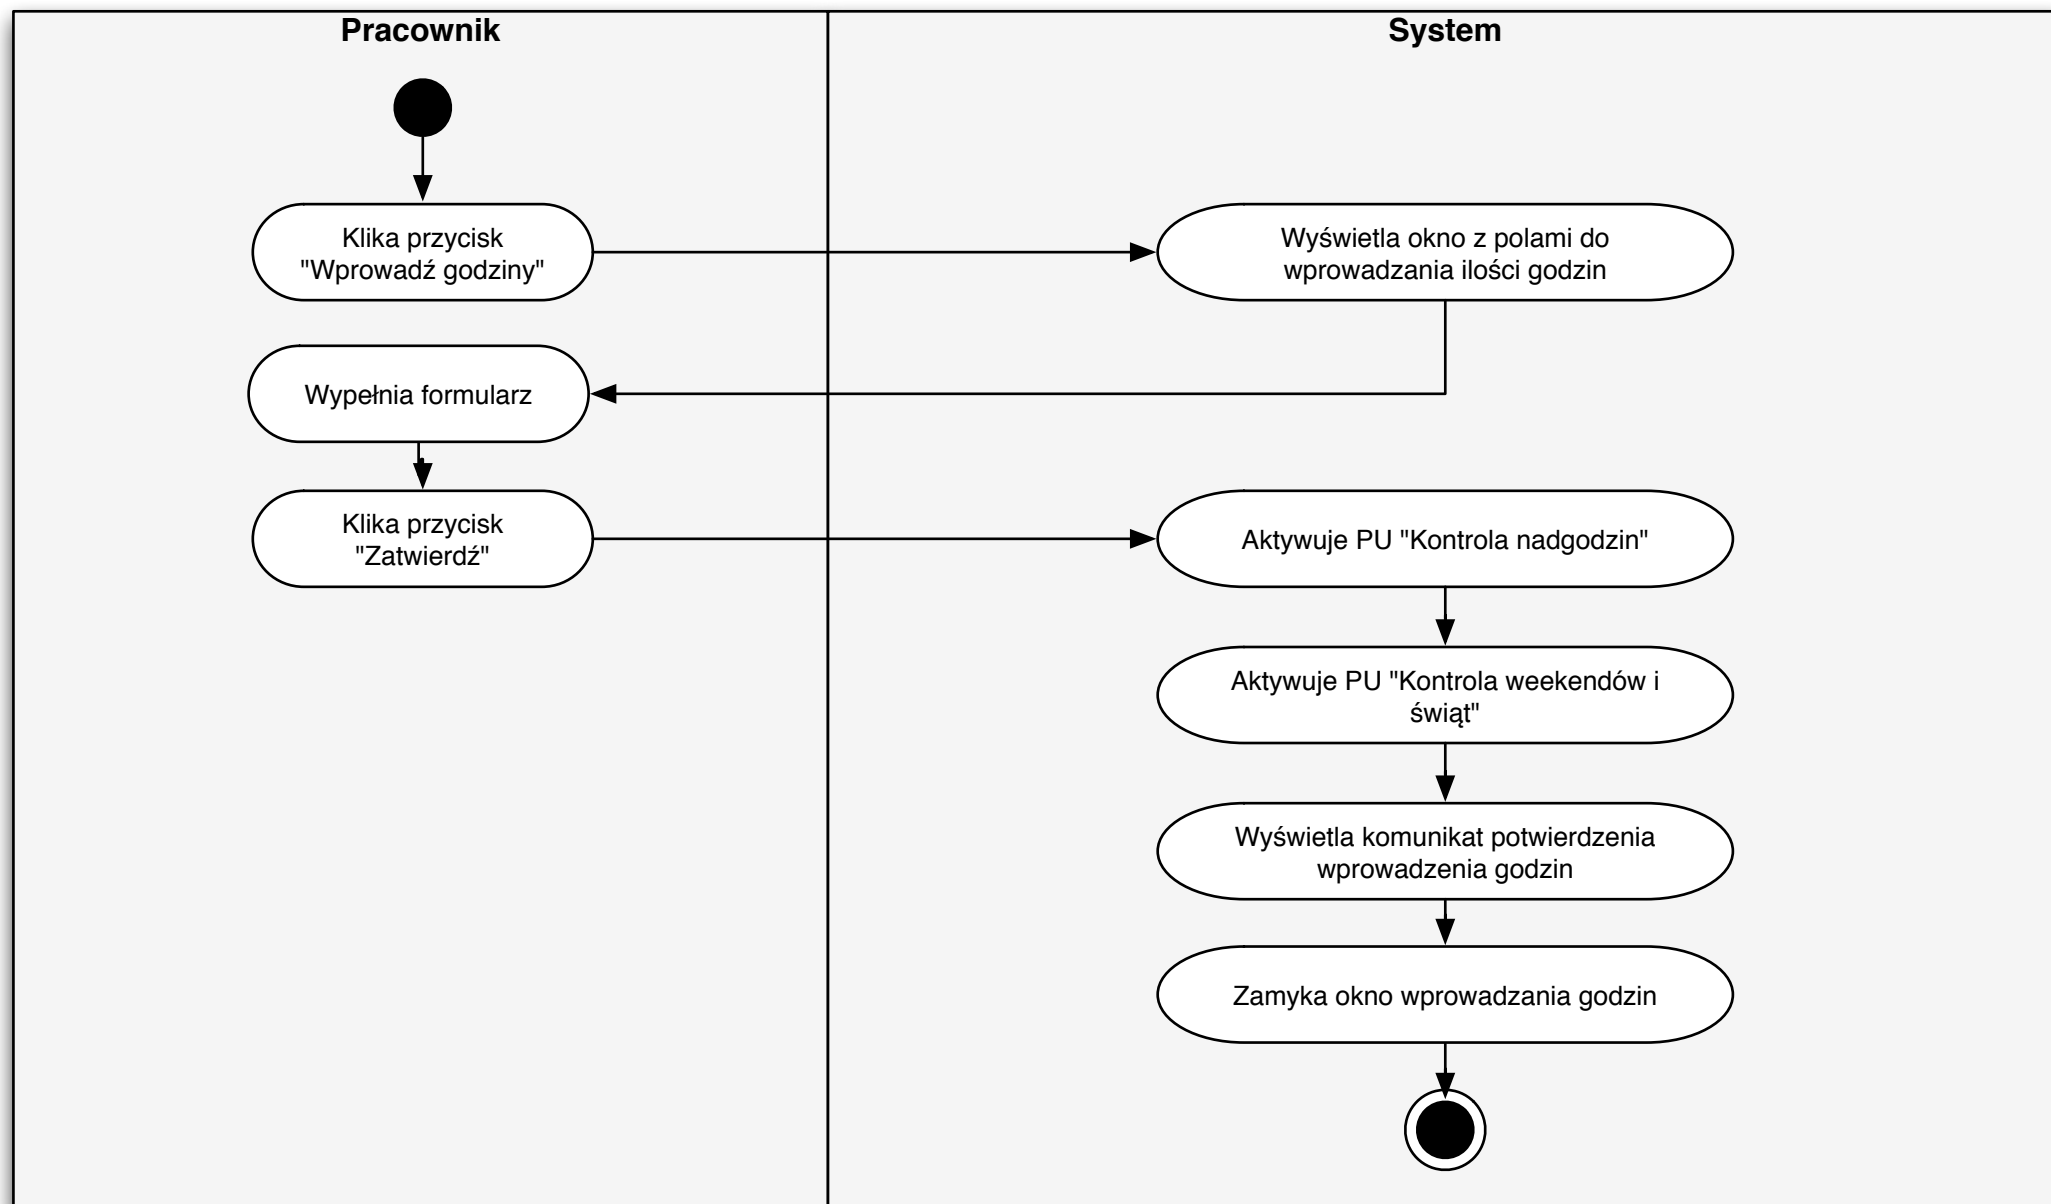 Pracownik
System
Klika przycisk
"Wprowadź godziny"
Wyświetla okno z polami do
wprowadzania ilości godzin
Wypełnia formularz
Klika przycisk
"Zatwierdź"
Aktywuje PU "Kontrola nadgodzin"
Aktywuje PU "Kontrola weekendów i
świąt"
Wyświetla komunikat potwierdzenia
wprowadzenia godzin
Zamyka okno wprowadzania godzin